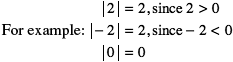 |2| = 2, since 2 > 0
For example: |−2| = 2, since − 2 < 0
|0| = 0